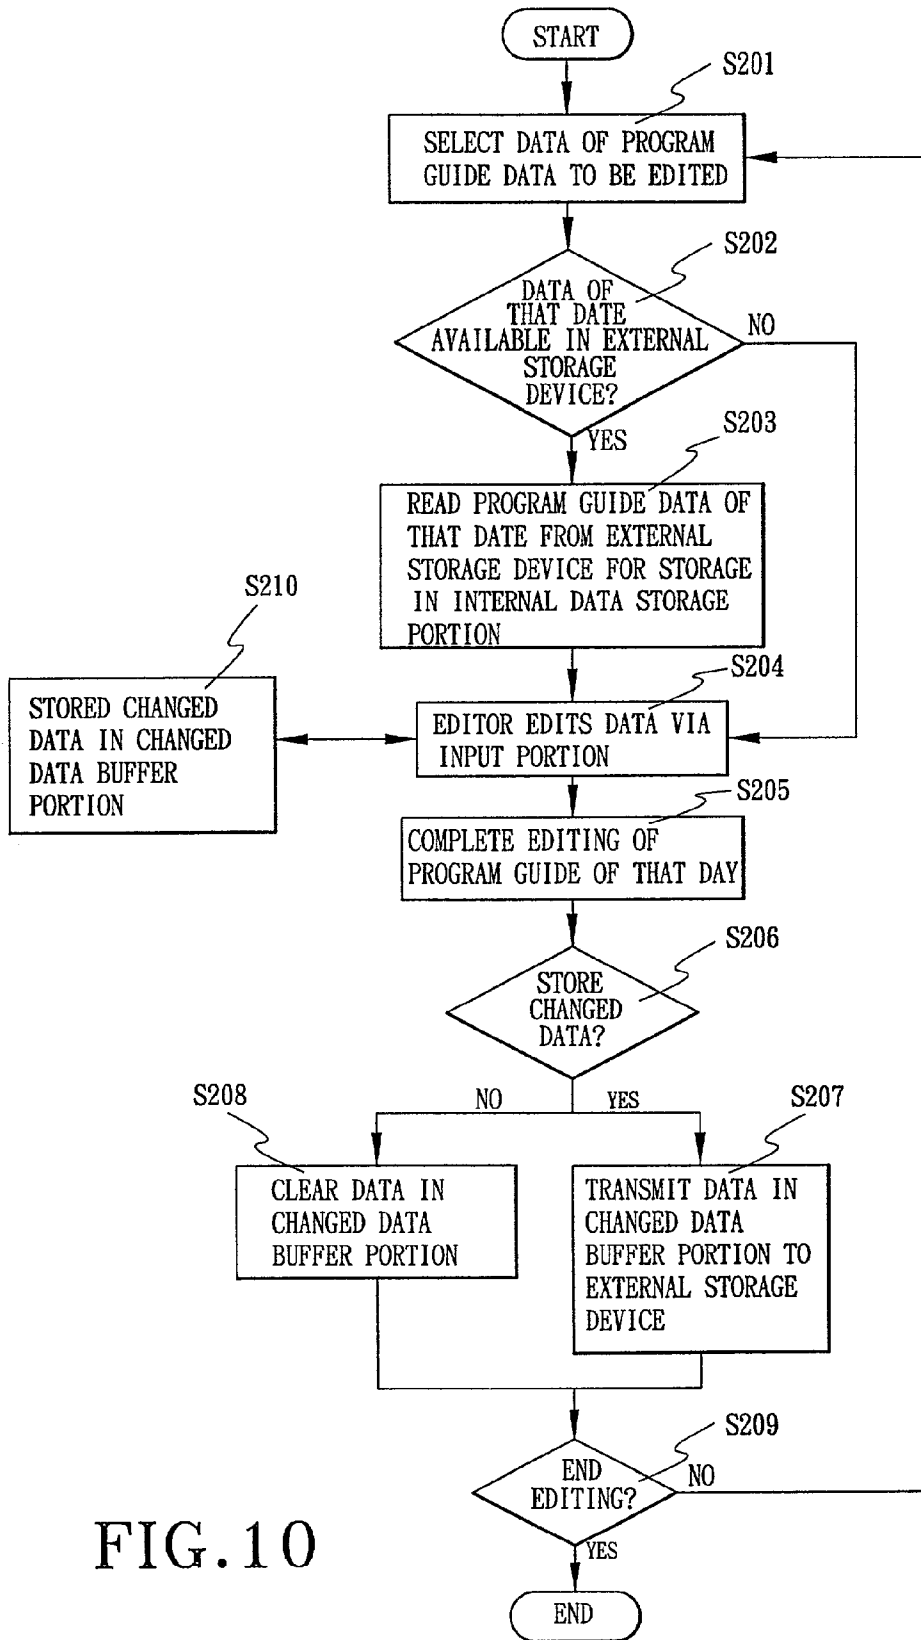 START
S201
SELECT DATA OF PROGRAM
GUIDE DATA TO BE EDITED
S202
DATA OF
THAT DATE
AVAILABLE IN EXTERNAL
STORAGE
DEVICE?
NO
YES
S203
READ PROGRAM GUIDE DATA OF
THAT DATE FROM EXTERNAL
STORAGE DEVICE FOR STORAGE
IN INTERNAL DATA STORAGE
PORTION
S210
STORED CHANGED
DATA IN CHANGED
DATA BUFFER
PORTION
S204
EDITOR EDITS DATA VIA
INPUT PORTION
S205
COMPLETE EDITING OF
PROGRAM GUIDE OF THAT DAY
S206
STORE
CHANGED
DATA?
NO
YES
S208
CLEAR DATA IN
CHANGED DATA
BUFFER PORTION
S207
TRANSMIT DATA IN
CHANGED DATA
BUFFER PORTION TO
EXTERNAL STORAGE
DEVICE
S209
END
EDITING?
NO
YES
END
FIG.10